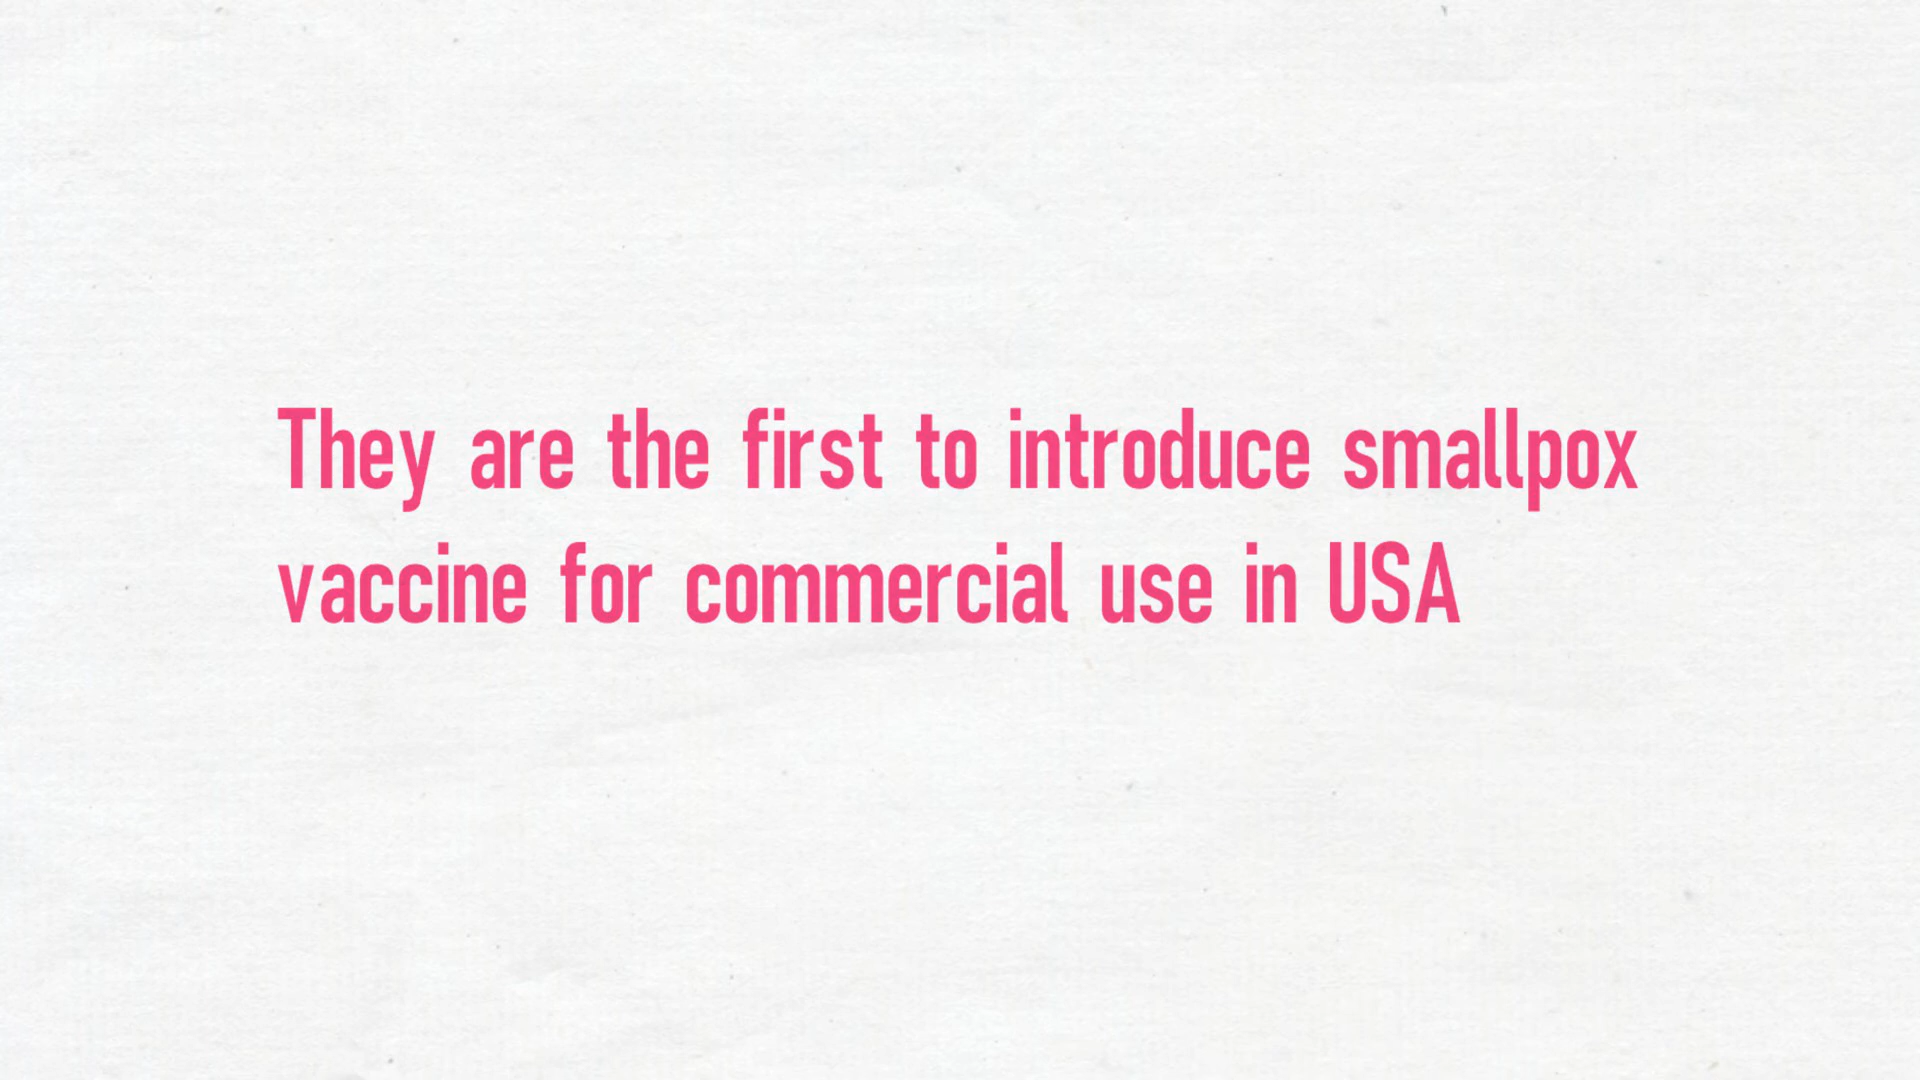 They are the first to introduce smallpox
vaccine for commercial use in USA